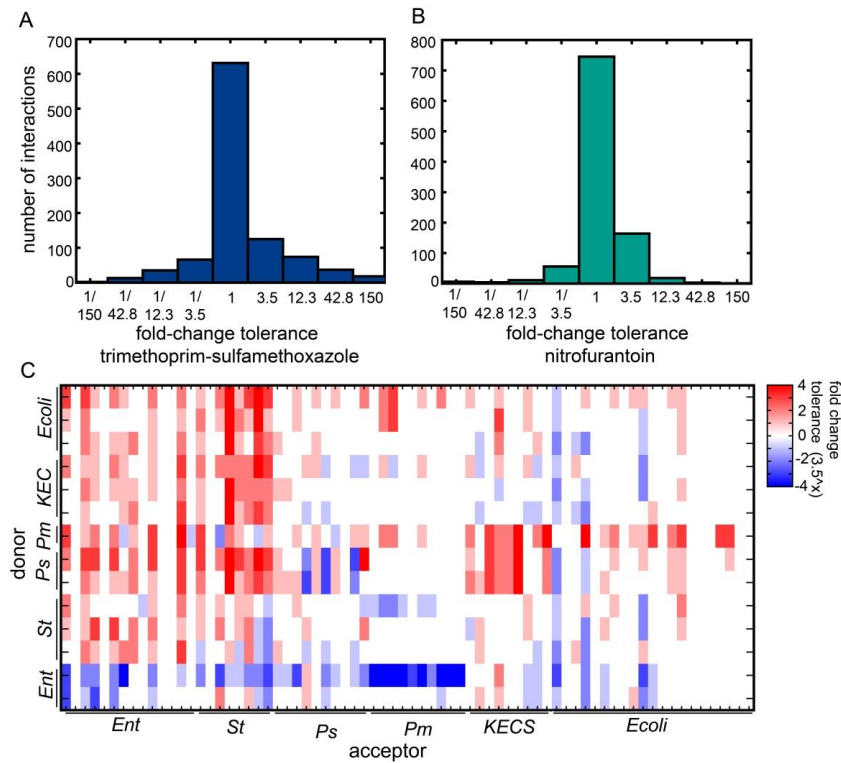 A
700
600
500
400
300
200
100
0
number of interactions
1/
150
1/
42.8
1/
12.3
1/
3.5
1
3.5
12.3
42.8
150
fold-change tolerance
trimethoprim-sulfamethoxazole
B
800
700
600
500
400
300
200
100
0
1/
150
1/
42.8
1/
12.3
1/
3.5
1
3.5
12.3
42.8
150
fold-change tolerance
nitrofurantoin
C
donor
Ecoli
KEC
Pm
Ps
St
Ent
Ent
St
Ps
Pm
KECS
Ecoli
acceptor
4
2
0
-2
-4
fold change
tolerance (3.5^x)